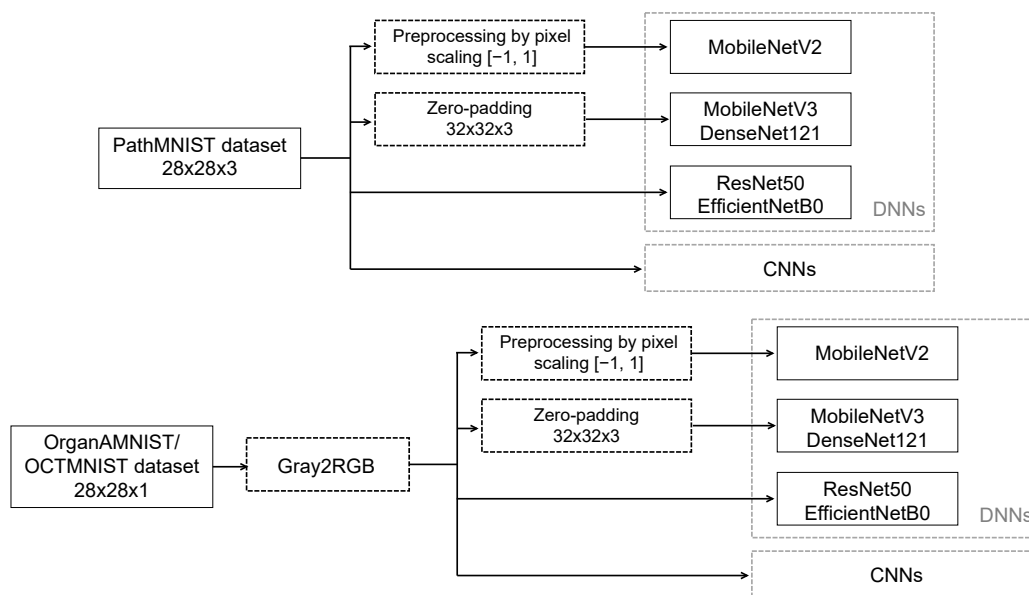 Preprocessing by pixel
scaling [−1, 1]
MobileNetV2
Zero-padding
32x32x3
MobileNetV3
DenseNet121
PathMNIST dataset
28x28x3
ResNet50
EfficientNetB0
DNNs
CNNs
Preprocessing by pixel
scaling [−1, 1]
MobileNetV2
Zero-padding
32x32x3
MobileNetV3
DenseNet121
OrganAMNIST/
OCTMNIST dataset
28x28x1
Gray2RGB
ResNet50
EfficientNetB0
DNNs
CNNs